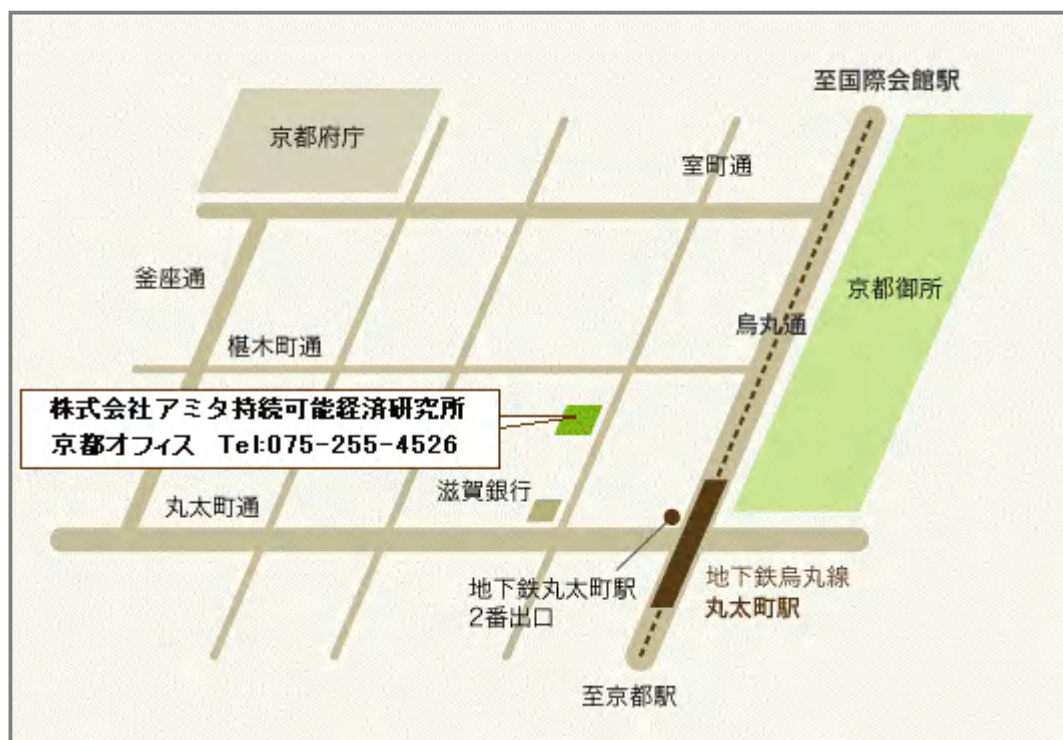 至国際会館駅
京都府庁
室町通
釜座通
京都御所
烏丸通
椹木町通
株式会社アミタ持続可能経済研究所
京都オフィス Tel:075-255-4526
滋賀銀行
丸太町通
地下鉄丸太町駅
2番出口
地下鉄烏丸線
丸太町駅
至京都駅